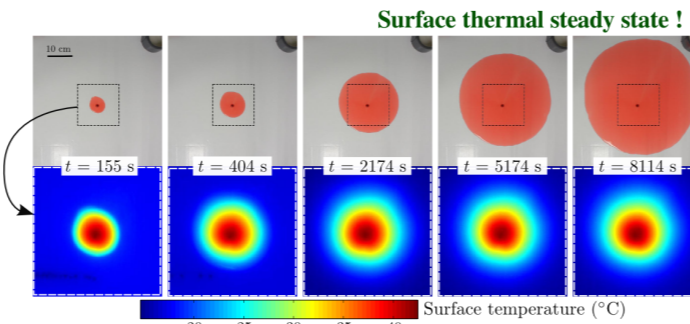 Surface thermal steady state !
10 cm
t = 155 s
t = 404 s
t = 2174 s
t = 5174 s
t = 8114 s
Surface temperature (°C)